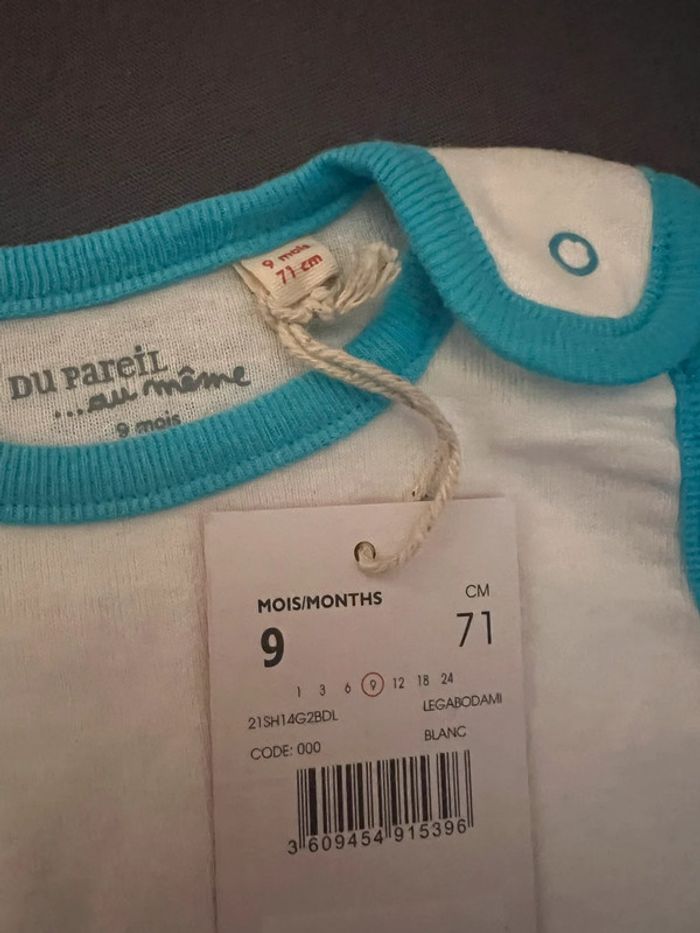 9 mois
71 cm
DU PAREIL
...au même
9 mois
MOIS/MONTHS
CM
9
71
1 3 6 9 12 18 24
21SH14G2BDL
LEGABODAMI
CODE: 000
BLANC
3 609454 915396